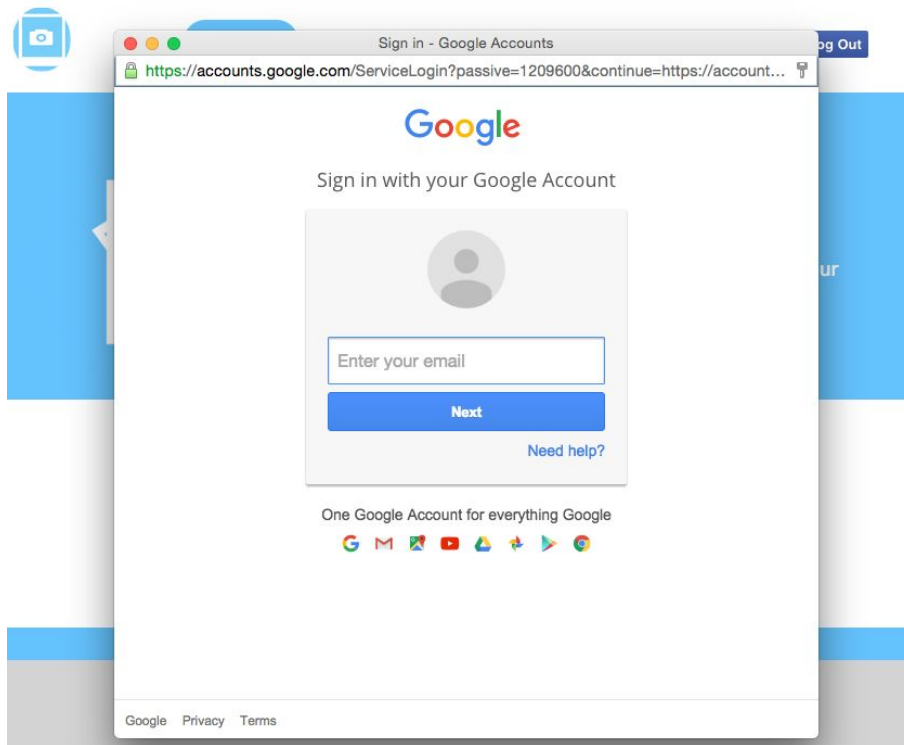 Sign in - Google Accounts
og Out
https://accounts.google.com/ServiceLogin?passive=1209600&continue=https://account...
Google
Sign in with your Google Account
ur
Enter your email
Next
Need help?
One Google Account for everything Google
Google Privacy Terms